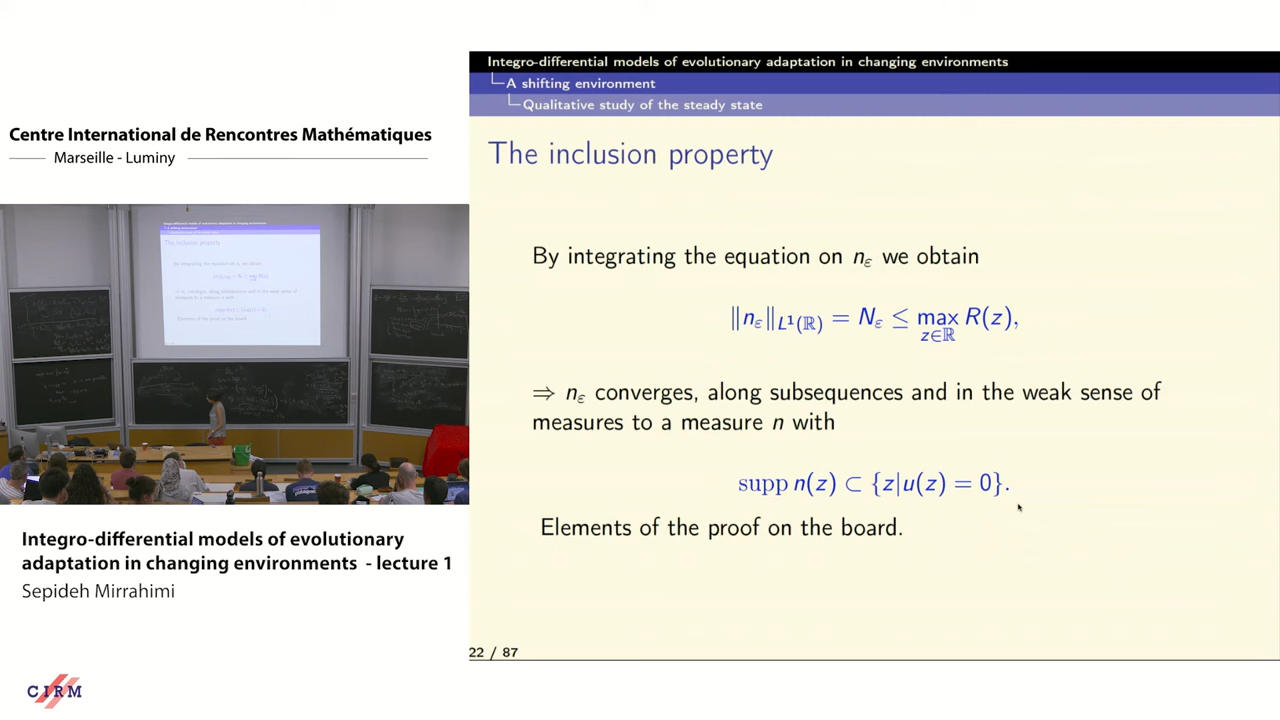 Centre International de Rencontres Mathématiques
Marseille - Luminy
Integro-differential models of evolutionary
adaptation in changing environments - lecture 1
Sepideh Mirrahimi
CIRM
Integro-differential models of evolutionary adaptation in changing environments
A shifting environment
Qualitative study of the steady state
The inclusion property
By integrating the equation on n_ε we obtain
‖n_ε‖_{L¹(ℝ)} = N_ε ≤ max_{z∈ℝ} R(z),
⇒ n_ε converges, along subsequences and in the weak sense of
measures to a measure n with
supp n(z) ⊂ {z|u(z) = 0}.
Elements of the proof on the board.
22 / 87